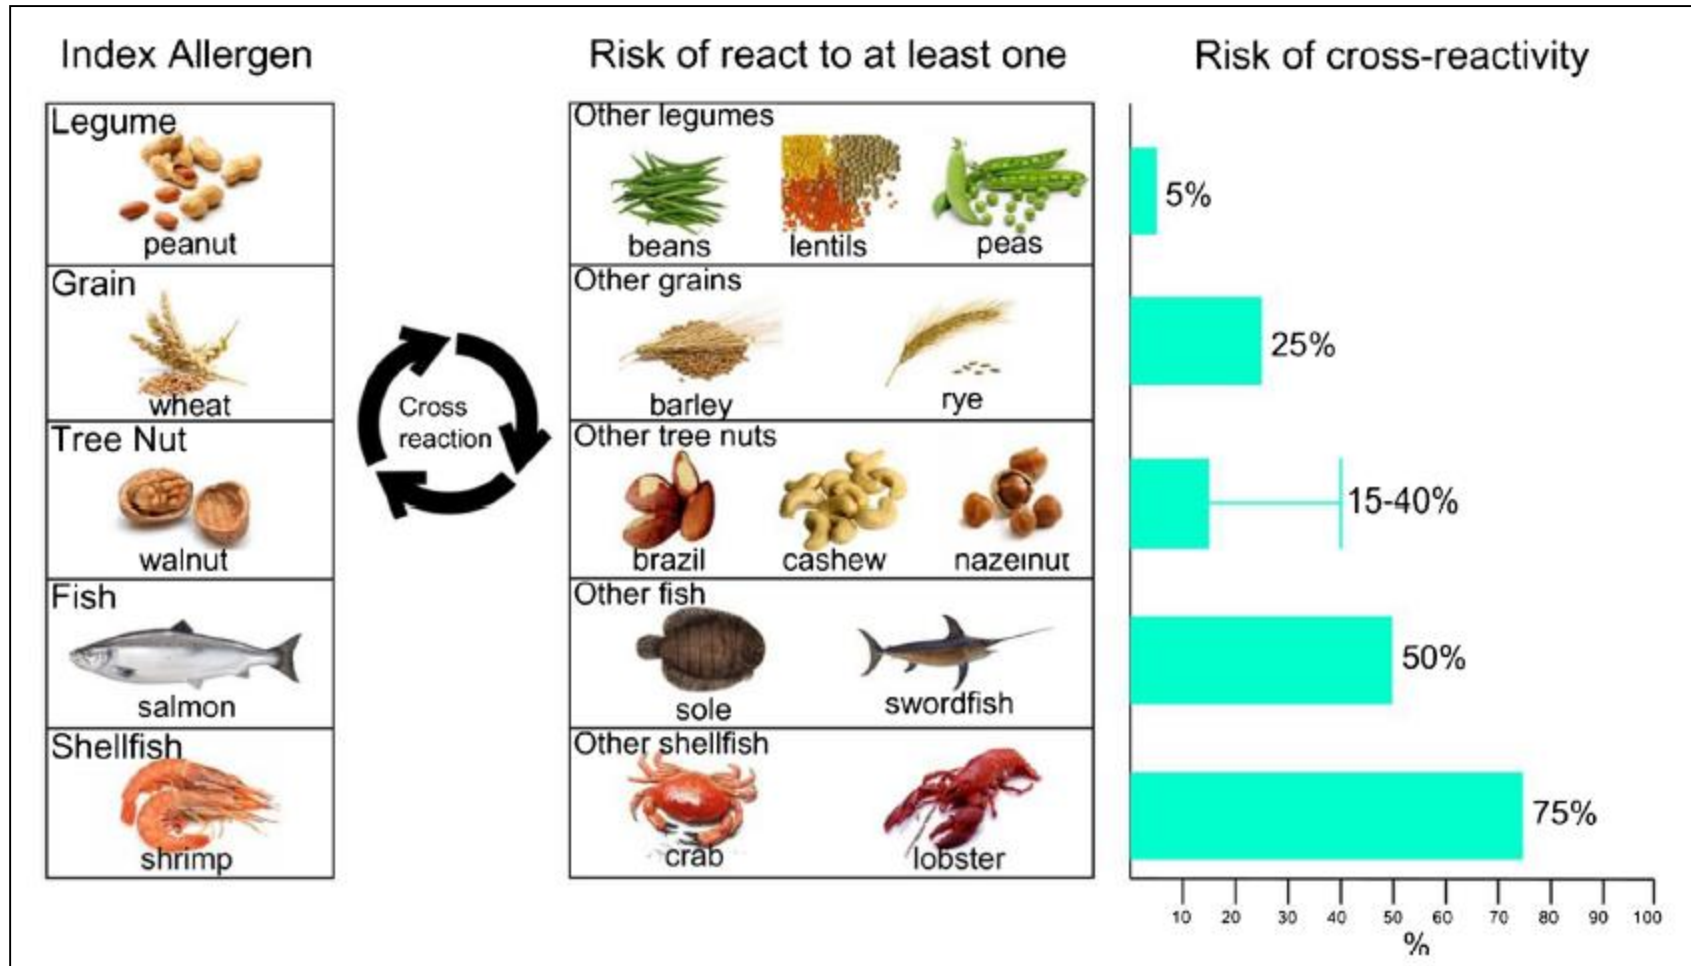 Index Allergen
Risk of react to at least one
Risk of cross-reactivity
Legume
peanut
Other legumes
beans
lentils
peas
5%
Grain
wheat
Other grains
barley
rye
25%
Cross
reaction
Tree Nut
walnut
Other tree nuts
brazil
cashew
hazelnut
15-40%
Fish
salmon
Other fish
sole
swordfish
50%
Shellfish
shrimp
Other shellfish
crab
lobster
75%
10 20 30 40 50 60 70 80 90 100
%